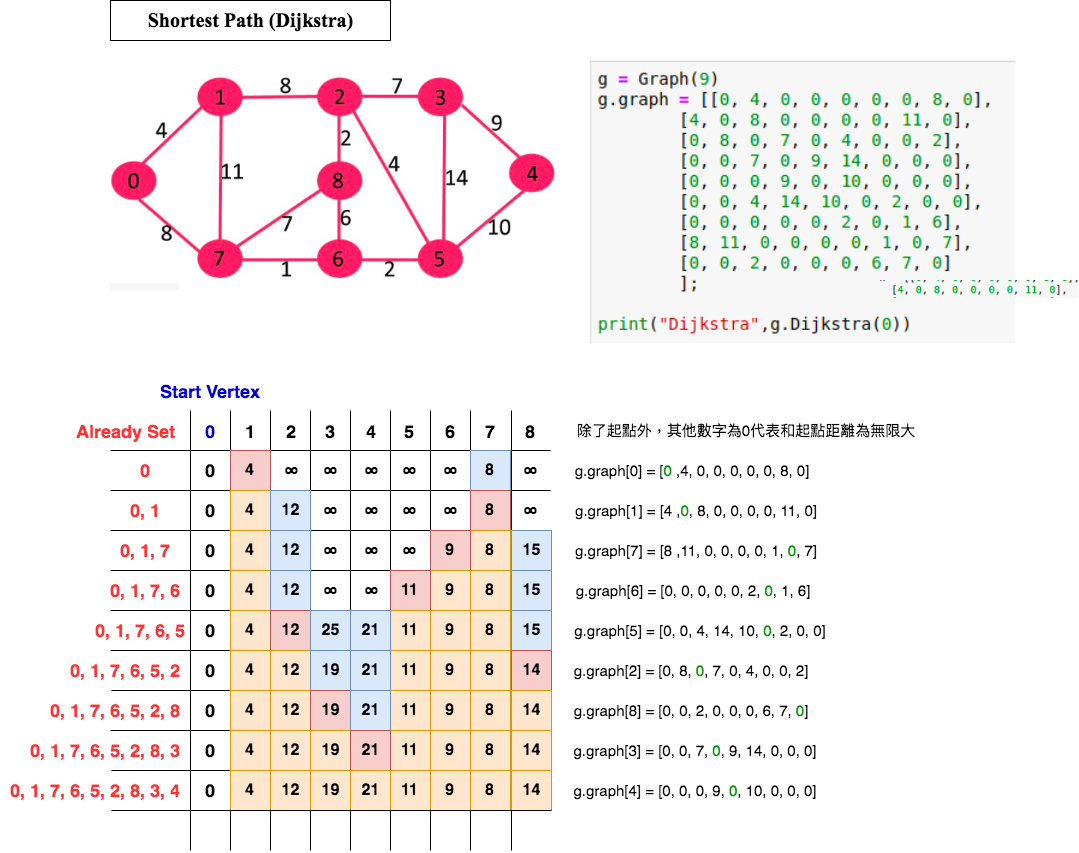 Shortest Path (Dijkstra)
8
7
1
2
3
4
9
2
11
4
14
0
8
4
7
6
8
10
7
6
5
1
2
g = Graph(9)
g.graph = [[0, 4, 0, 0, 0, 0, 0, 8, 0],
[4, 0, 8, 0, 0, 0, 0, 11, 0],
[0, 8, 0, 7, 0, 4, 0, 0, 2],
[0, 0, 7, 0, 9, 14, 0, 0, 0],
[0, 0, 0, 9, 0, 10, 0, 0, 0],
[0, 0, 4, 14, 10, 0, 2, 0, 0],
[0, 0, 0, 0, 0, 2, 0, 1, 6],
[8, 11, 0, 0, 0, 0, 1, 0, 7],
[0, 0, 2, 0, 0, 0, 6, 7, 0]
];
[4, 0, 8, 0, 0, 0, 0, 11, 0],
print("Dijkstra",g.Dijkstra(0))
Start Vertex
Already Set 0 1 2 3 4 5 6 7 8 除了起點外，其他數字為0代表和起點距離為無限大
0 0 4 ∞ ∞ ∞ ∞ ∞ 8 ∞ g.graph[0] = [0 ,4, 0, 0, 0, 0, 0, 8, 0]
0, 1 0 4 12 ∞ ∞ ∞ ∞ 8 ∞ g.graph[1] = [4 ,0, 8, 0, 0, 0, 0, 11, 0]
0, 1, 7 0 4 12 ∞ ∞ ∞ 9 8 15 g.graph[7] = [8 ,11, 0, 0, 0, 0, 1, 0, 7]
0, 1, 7, 6 0 4 12 ∞ ∞ 11 9 8 15 g.graph[6] = [0, 0, 0, 0, 0, 2, 0, 1, 6]
0, 1, 7, 6, 5 0 4 12 25 21 11 9 8 15 g.graph[5] = [0, 0, 4, 14, 10, 0, 2, 0, 0]
0, 1, 7, 6, 5, 2 0 4 12 19 21 11 9 8 14 g.graph[2] = [0, 8, 0, 7, 0, 4, 0, 0, 2]
0, 1, 7, 6, 5, 2, 8 0 4 12 19 21 11 9 8 14 g.graph[8] = [0, 0, 2, 0, 0, 0, 6, 7, 0]
0, 1, 7, 6, 5, 2, 8, 3 0 4 12 19 21 11 9 8 14 g.graph[3] = [0, 0, 7, 0, 9, 14, 0, 0, 0]
0, 1, 7, 6, 5, 2, 8, 3, 4 0 4 12 19 21 11 9 8 14 g.graph[4] = [0, 0, 0, 9, 0, 10, 0, 0, 0]